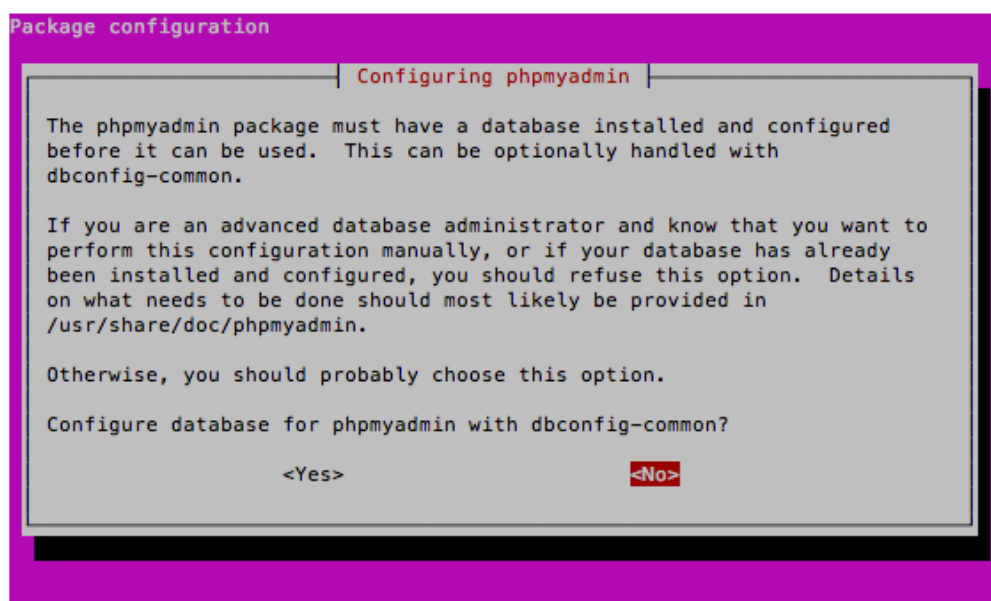 Package configuration
Configuring phpmyadmin
The phpmyadmin package must have a database installed and configured
before it can be used.  This can be optionally handled with
dbconfig-common.
If you are an advanced database administrator and know that you want to
perform this configuration manually, or if your database has already
been installed and configured, you should refuse this option.  Details
on what needs to be done should most likely be provided in
/usr/share/doc/phpmyadmin.
Otherwise, you should probably choose this option.
Configure database for phpmyadmin with dbconfig-common?
<Yes> <No>